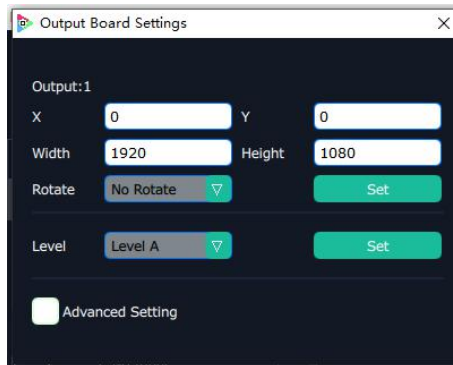 Output Board Settings
Output:1
X 0 Y 0
Width 1920 Height 1080
Rotate No Rotate Set
Level Level A Set
Advanced Setting